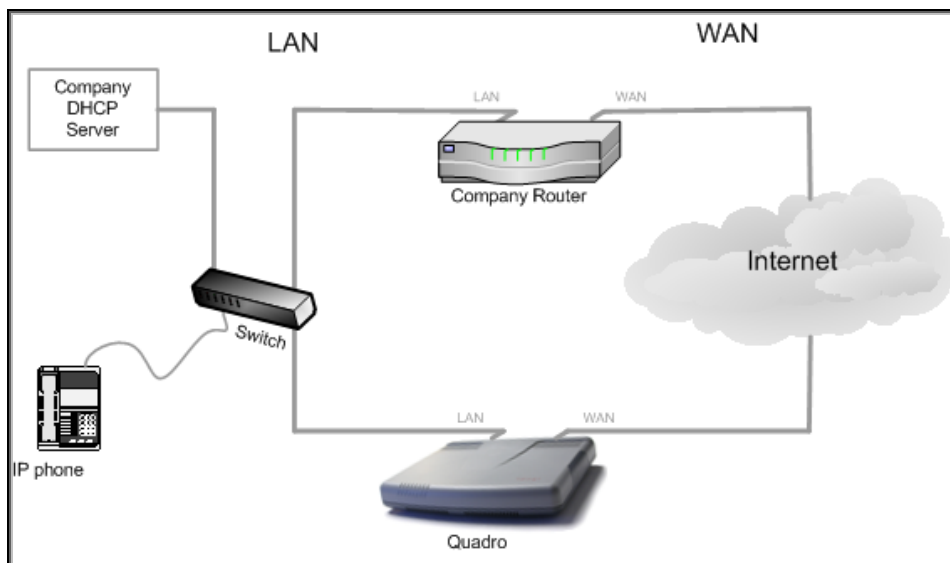 LAN
WAN
Company
DHCP
Server
LAN
WAN
Company Router
Internet
Switch
IP phone
LAN
WAN
Quadro